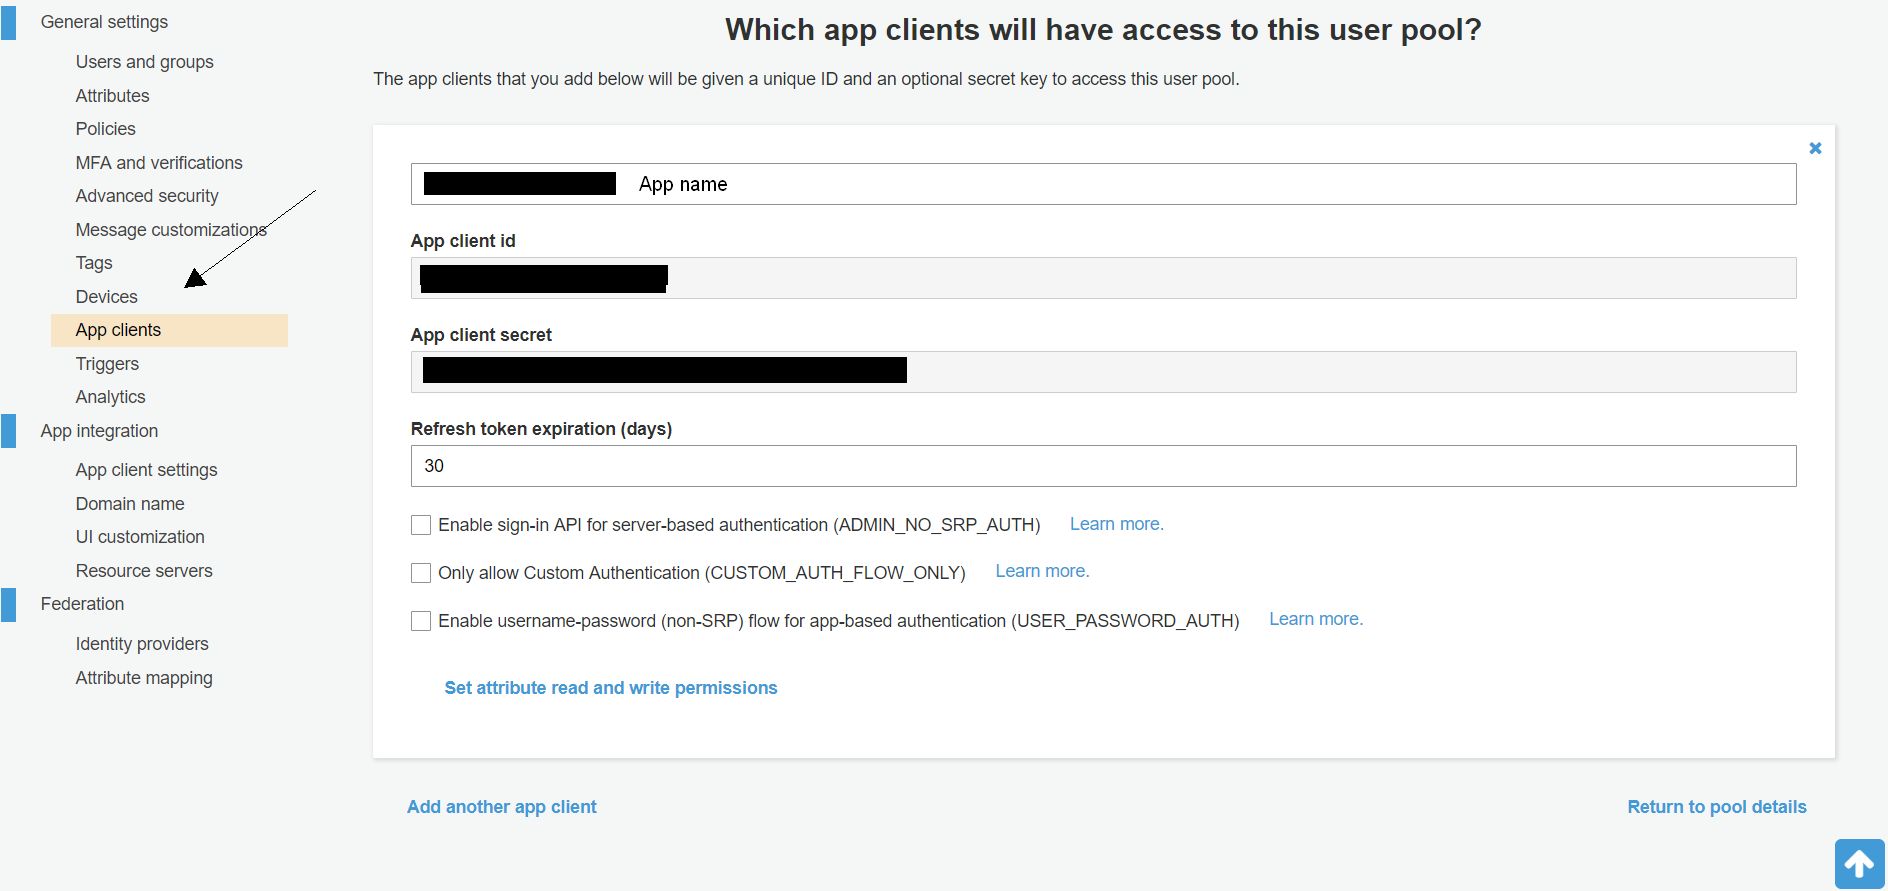 General settings
Users and groups
Attributes
Policies
MFA and verifications
Advanced security
Message customizations
Tags
Devices
App clients
Triggers
Analytics
App integration
App client settings
Domain name
UI customization
Resource servers
Federation
Identity providers
Attribute mapping
Which app clients will have access to this user pool?
The app clients that you add below will be given a unique ID and an optional secret key to access this user pool.
App name
App client id
App client secret
Refresh token expiration (days)
30
Enable sign-in API for server-based authentication (ADMIN_NO_SRP_AUTH) Learn more.
Only allow Custom Authentication (CUSTOM_AUTH_FLOW_ONLY) Learn more.
Enable username-password (non-SRP) flow for app-based authentication (USER_PASSWORD_AUTH) Learn more.
Set attribute read and write permissions
Add another app client
Return to pool details